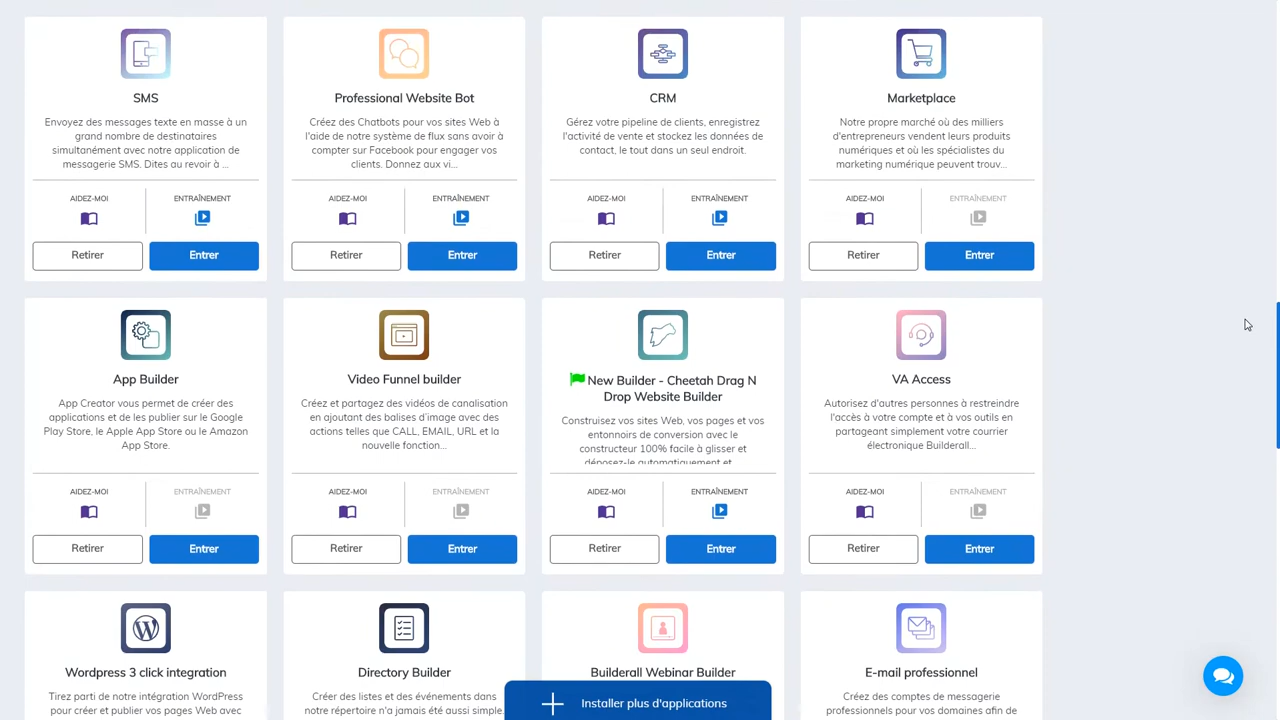 SMS
Envoyez des messages texte en masse à un
grand nombre de destinataires
simultanément avec notre application de
messagerie SMS. Dites au revoir à ...
AIDEZ-MOI
ENTRAÎNEMENT
Retirer
Entrer
Professional Website Bot
Créez des Chatbots pour vos sites Web à
l'aide de notre système de flux sans avoir à
compter sur Facebook pour engager vos
clients. Donnez aux vi...
AIDEZ-MOI
ENTRAÎNEMENT
Retirer
Entrer
CRM
Gérez votre pipeline de clients, enregistrez
l'activité de vente et stockez les données de
contact, le tout dans un seul endroit.
AIDEZ-MOI
ENTRAÎNEMENT
Retirer
Entrer
Marketplace
Notre propre marché où des milliers
d'entrepreneurs vendent leurs produits
numériques et où les spécialistes du
marketing numérique peuvent trouv...
AIDEZ-MOI
ENTRAÎNEMENT
Retirer
Entrer
App Builder
App Creator vous permet de créer des
applications et de les publier sur le Google
Play Store, le Apple App Store ou le Amazon
App Store.
AIDEZ-MOI
ENTRAÎNEMENT
Retirer
Entrer
Video Funnel builder
Créez et partagez des vidéos de canalisation
en ajoutant des balises d'image avec des
actions telles que CALL, EMAIL, URL et la
nouvelle fonction...
AIDEZ-MOI
ENTRAÎNEMENT
Retirer
Entrer
New Builder - Cheetah Drag N
Drop Website Builder
Construisez vos sites Web, vos pages et vos
entonnoirs de conversion avec le
constructeur 100% facile à glisser et
déposez-le automatiquement et
AIDEZ-MOI
ENTRAÎNEMENT
Retirer
Entrer
VA Access
Autorisez d'autres personnes à restreindre
l'accès à votre compte et à vos outils en
partageant simplement votre courrier
électronique Builderall...
AIDEZ-MOI
ENTRAÎNEMENT
Retirer
Entrer
Wordpress 3 click integration
Tirez parti de notre intégration WordPress
pour créer et publier vos pages Web avec
Directory Builder
Créer des listes et des événements dans
notre répertoire n'a jamais été aussi simple.
Builderall Webinar Builder
E-mail professionnel
Créez des comptes de messagerie
professionnels pour vos domaines afin de
Installer plus d'applications